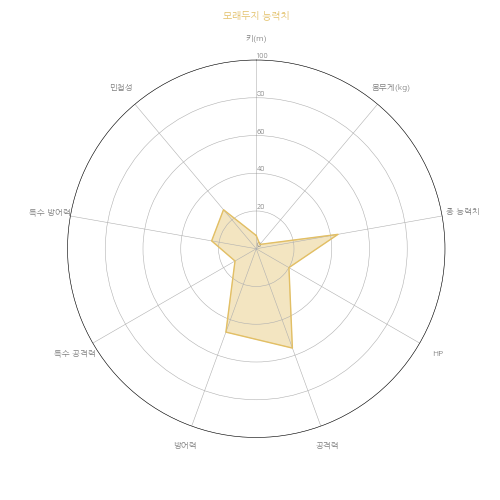 모래두지 능력치
키(m)
100
민첩성
몸무게(kg)
80
60
40
특수 방어력
20
총 능력치
0
특수 공격력
HP
방어력
공격력